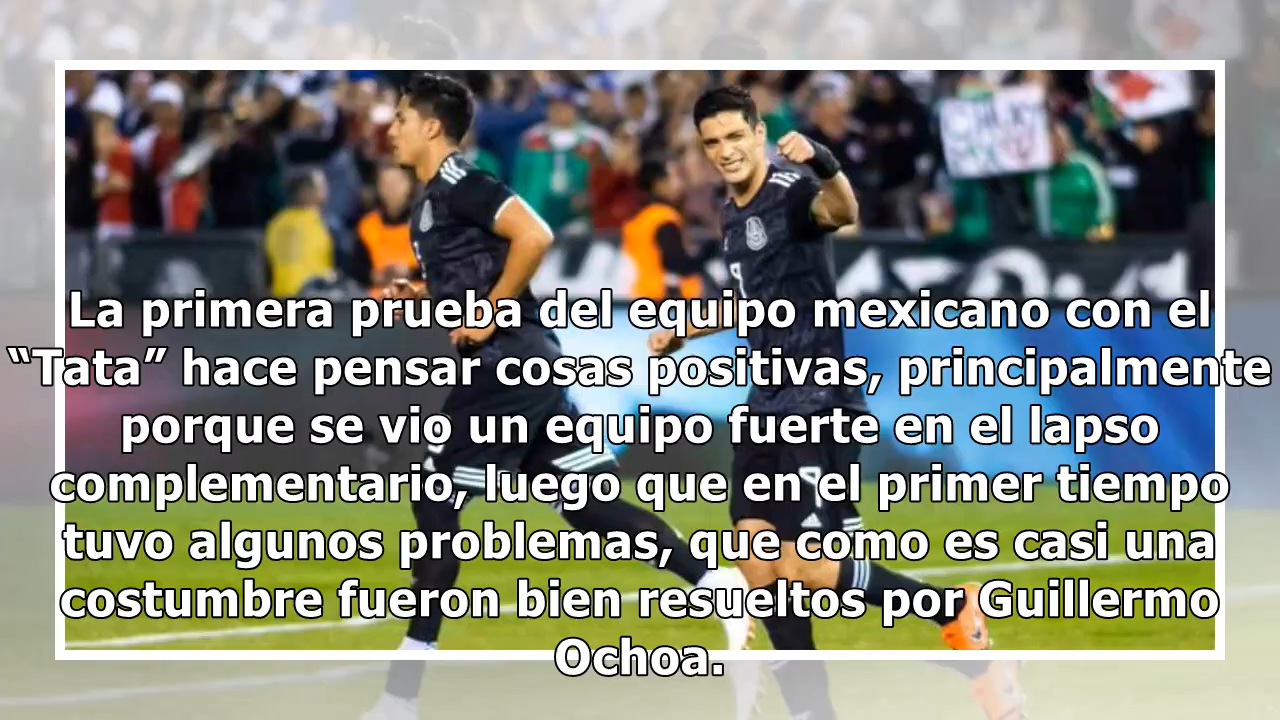 La primera prueba del equipo mexicano con el
“Tata” hace pensar cosas positivas, principalmente
porque se vio un equipo fuerte en el lapso
complementario, luego que en el primer tiempo
tuvo algunos problemas, que como es casi una
costumbre fueron bien resueltos por Guillermo
Ochoa.
9
9